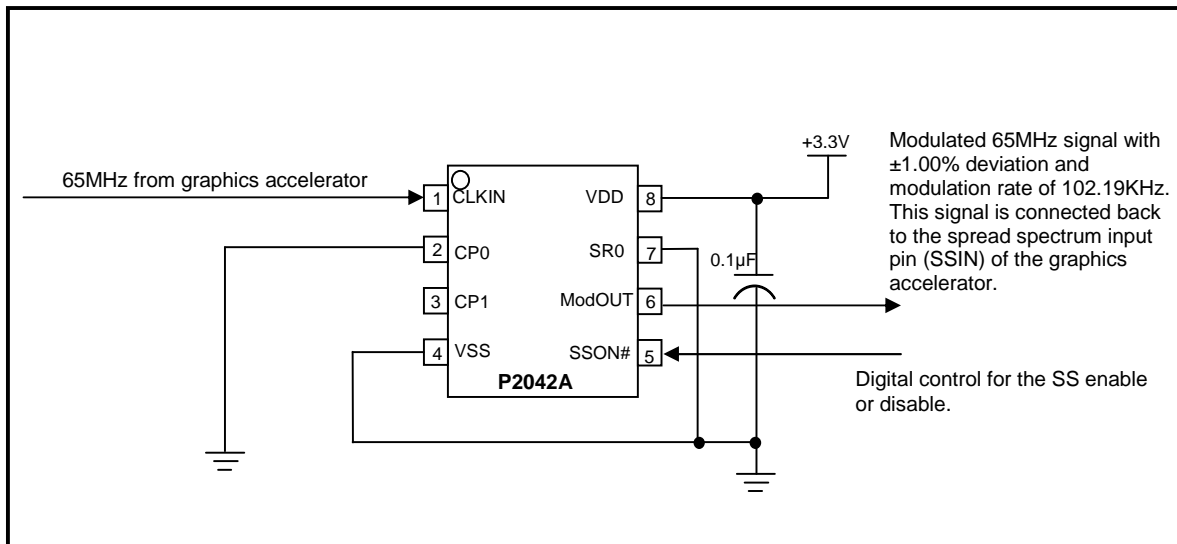 65MHz from graphics accelerator
1 CLKIN
2 CP0
3 CP1
4 VSS
VDD 8
SR0 7
ModOUT 6
SSON# 5
P2042A
+3.3V
0.1µF
Modulated 65MHz signal with
±1.00% deviation and
modulation rate of 102.19KHz.
This signal is connected back
to the spread spectrum input
pin (SSIN) of the graphics
accelerator.
Digital control for the SS enable
or disable.